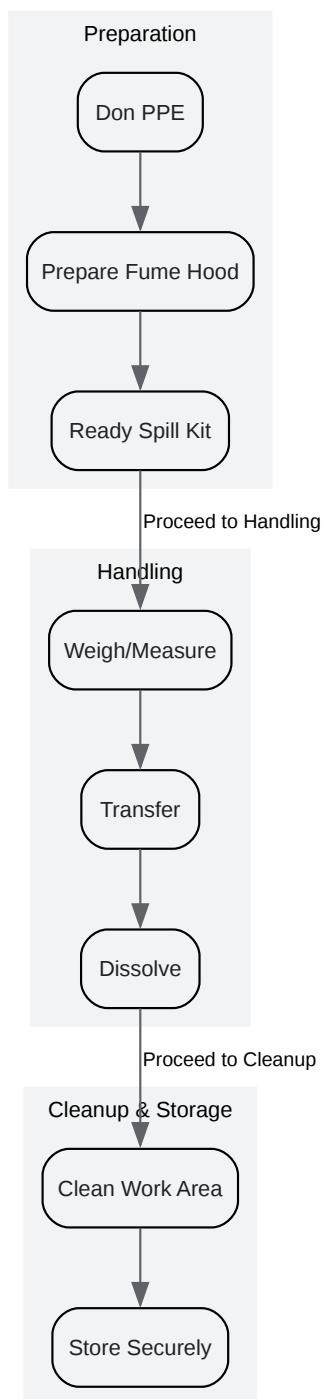 Preparation
Don PPE
Prepare Fume Hood
Ready Spill Kit
Proceed to Handling
Handling
Weigh/Measure
Transfer
Dissolve
Proceed to Cleanup
Cleanup & Storage
Clean Work Area
Store Securely